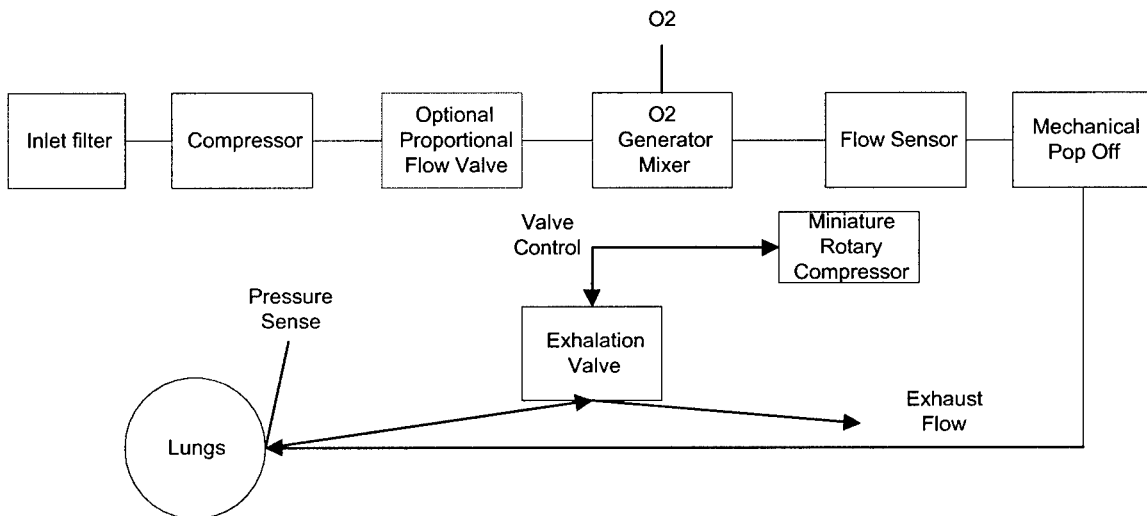 O2
Inlet filter
Compressor
Optional
Proportional
Flow Valve
O2
Generator
Mixer
Flow Sensor
Mechanical
Pop Off
Valve
Control
Miniature
Rotary
Compressor
Pressure
Sense
Exhalation
Valve
Exhaust
Flow
Lungs